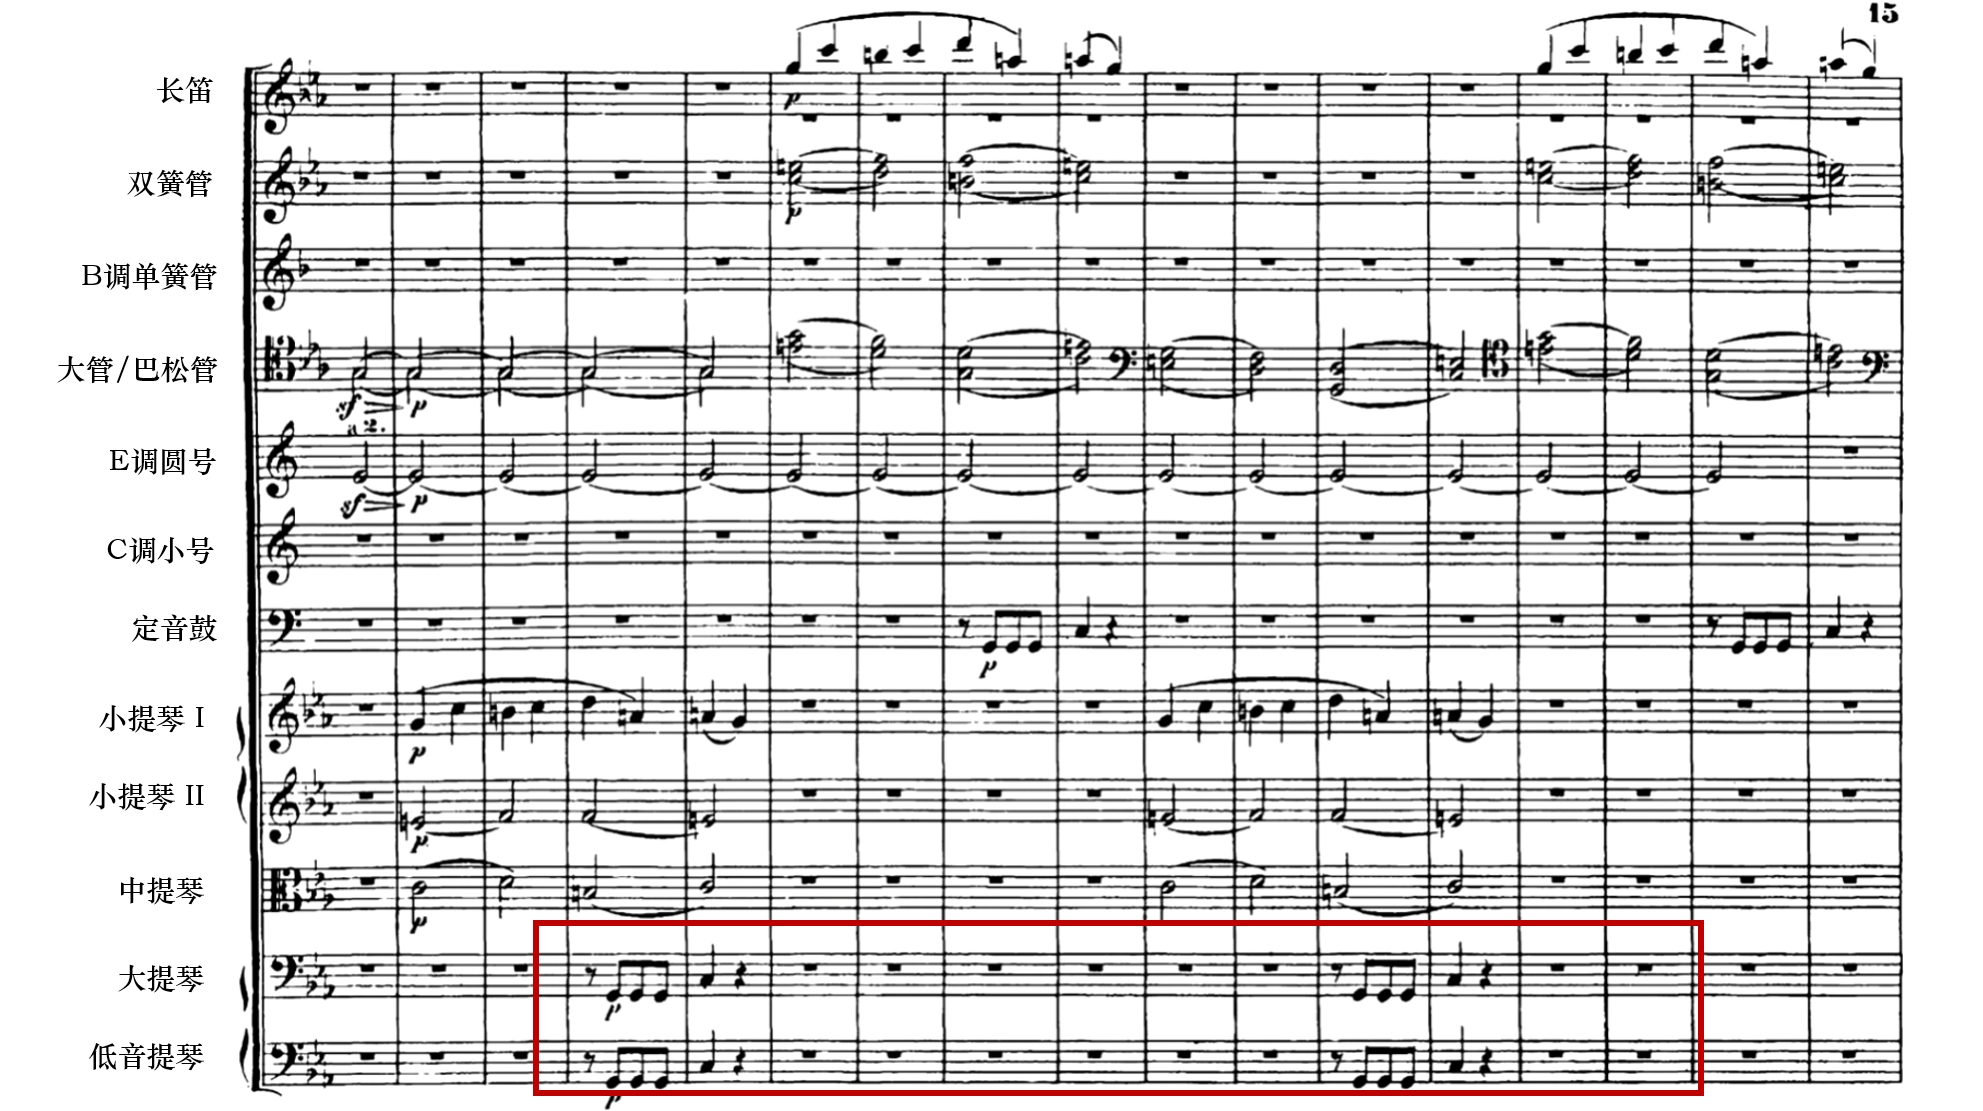 15
长笛
p
双簧管
p
B调单簧管
大管/巴松管
sf p
a 2.
E调圆号
sf p
C调小号
定音鼓
p
小提琴 I
p
小提琴 II
p
中提琴
p
大提琴
p
低音提琴
p